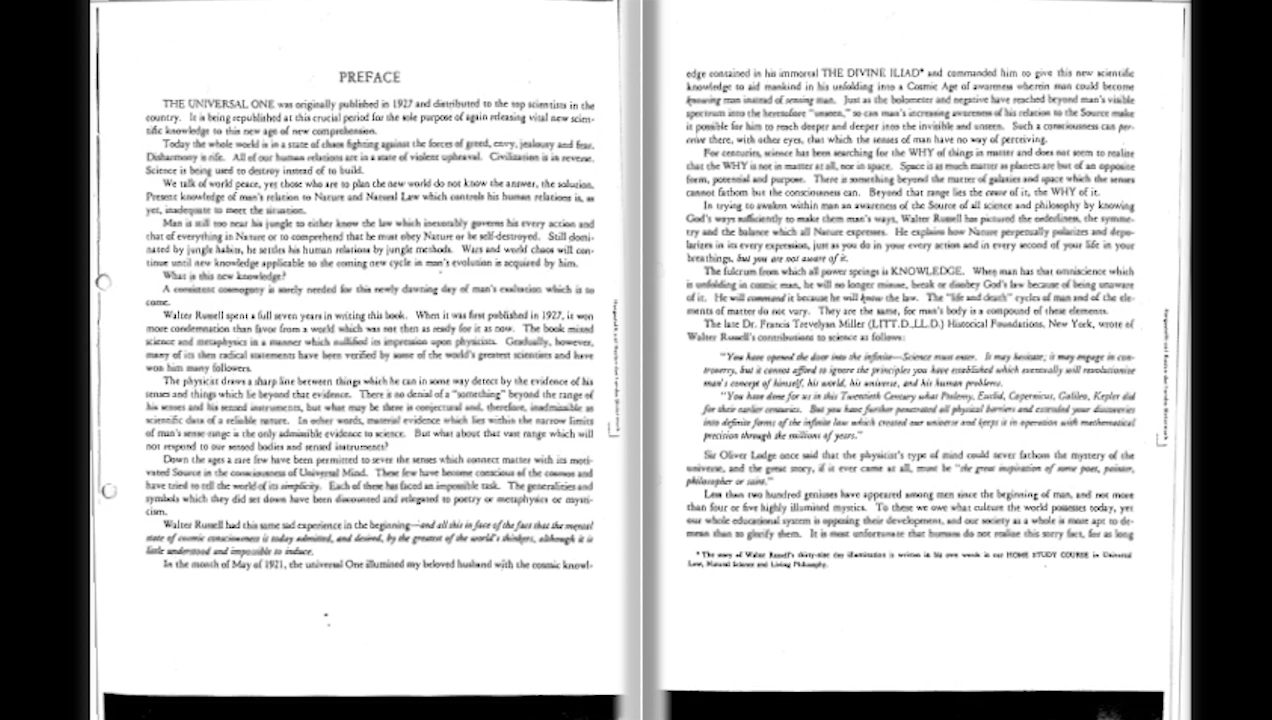 PREFACE
THE UNIVERSAL ONE was originally published in 1927 and distributed to the top scientists in the
country. It is being republished at this crucial period for the sole purpose of again releasing vital new scien-
tific knowledge to this new age of new comprehension.
Today the whole world is in a state of chaos fighting against the forces of greed, envy, jealousy and fear.
Disharmony is rife. All of our human relations are in a state of violent upheaval. Civilization is in reverse.
Science is being used to destroy instead of to build.
We talk of world peace, yet those who are to plan the new world do not know the answer, the solution.
Present knowledge of man's relation to Nature and Natural Law which controls his human relations is, as
yet, inadequate to meet the situation.
Man is still too near his jungle to either know the law which inexorably governs his every action and
that of everything in Nature or to comprehend that he must obey Nature or be self-destroyed. Still domi-
nated by jungle habits, he settles his human relations by jungle methods. Wars and world chaos will con-
tinue until new knowledge applicable to the coming new cycle in man's evolution is acquired by him.
What is this new knowledge?
A consistent cosmogony is sorely needed for this newly dawning day of man's exaltation which is to
come.
Walter Russell spent a full seven years in writing this book. When it was first published in 1927, it won
more condemnation than favor from a world which was not then as ready for it as now. The book mixed
science and metaphysics in a manner which nullified its impression upon physicists. Gradually, however,
many of its then radical statements have been verified by some of the world's greatest scientists and have
won him many followers.
The physicist draws a sharp line between things which he can in some way detect by the evidence of his
senses and things which lie beyond that evidence. There is no denial of a "something" beyond the range of
his senses and his sensed instruments, but what may be there is conjectural and, therefore, inadmissible as
scientific data of a reliable nature. In other words, material evidence which lies within the narrow limits
of man's sense-range is the only admissible evidence to science. But what about that vast range which will
not respond to our sensed bodies and sensed instruments?
Down the ages a rare few have been permitted to sever the senses which connect matter with its moti-
vated Source in the consciousness of Universal Mind. These few have become conscious of the cosmos and
have tried to tell the world of its simplicity. Each of these has faced an impossible task. The generalities and
symbols which they did set down have been discounted and relegated to poetry or metaphysics or mysti-
cism.
Walter Russell had this same sad experience in the beginning—and all this in face of the fact that the mental
state of cosmic consciousness is today admitted, and desired, by the greatest of the world's thinkers, although it is
little understood and impossible to induce.
In the month of May of 1921, the universal One illumined my beloved husband with the cosmic knowl-
edge contained in his immortal THE DIVINE ILIAD* and commanded him to give this new scientific
knowledge to aid mankind in his unfolding into a Cosmic Age of awareness wherein man could become
knowing man instead of sensing man. Just as the bolometer and negative have reached beyond man's visible
spectrum into the heretofore "unseen," so can man's increasing awareness of his relation to the Source make
it possible for him to reach deeper and deeper into the invisible and unseen. Such a consciousness can per-
ceive there, with other eyes, that which the senses of man have no way of perceiving.
For centuries, science has been searching for the WHY of things in matter and does not seem to realize
that the WHY is not in matter at all, nor in space. Space is as much matter as planets are but of an opposite
form, potential and purpose. There is something beyond the matter of galaxies and space which the senses
cannot fathom but the consciousness can. Beyond that range lies the cause of it, the WHY of it.
In trying to awaken within man an awareness of the Source of all science and philosophy by knowing
God's ways sufficiently to make them man's ways, Walter Russell has pictured the orderliness, the symme-
try and the balance which all Nature expresses. He explains how Nature perpetually polarizes and depo-
larizes in its every expression, just as you do in your every action and in every second of your life in your
breathings, but you are not aware of it.
The fulcrum from which all power springs is KNOWLEDGE. When man has that omniscience which
is unfolding in cosmic man, he will no longer misuse, break or disobey God's law because of being unaware
of it. He will command it because he will know the law. The "life and death" cycles of man and of the ele-
ments of matter do not vary. They are the same, for man's body is a compound of these elements.
The late Dr. Francis Trevelyan Miller (LITT.D.,LL.D.) Historical Foundations, New York, wrote of
Walter Russell's contributions to science as follows:
"You have opened the door into the infinite—Science must enter. It may hesitate; it may engage in con-
troversy, but it cannot afford to ignore the principles you have established which eventually will revolutionize
man's concept of himself, his world, his universe, and his human problems.
"You have done for us in this Twentieth Century what Ptolemy, Euclid, Copernicus, Galileo, Kepler did
for their earlier centuries. But you have further penetrated all physical barriers and extended your discoveries
into definite forms of the infinite law which created our universe and keeps it in operation with mathematical
precision through the millions of years."
Sir Oliver Lodge once said that the physicist's type of mind could never fathom the mystery of the
universe, and the great story, if it ever came at all, must be "the great inspiration of some poet, painter,
philosopher or saint."
Less than two hundred geniuses have appeared among men since the beginning of man, and not more
than four or five highly illumined mystics. To these we owe what culture the world possesses today, yet
our whole educational system is opposing their development, and our society as a whole is more apt to de-
mean than to glorify them. It is most unfortunate that humans do not realize this sorry fact, for as long
* The story of Walter Russell's thirty-nine day illumination is written in his own words in our HOME STUDY COURSE in Universal
Law, Natural Science and Living Philosophy.